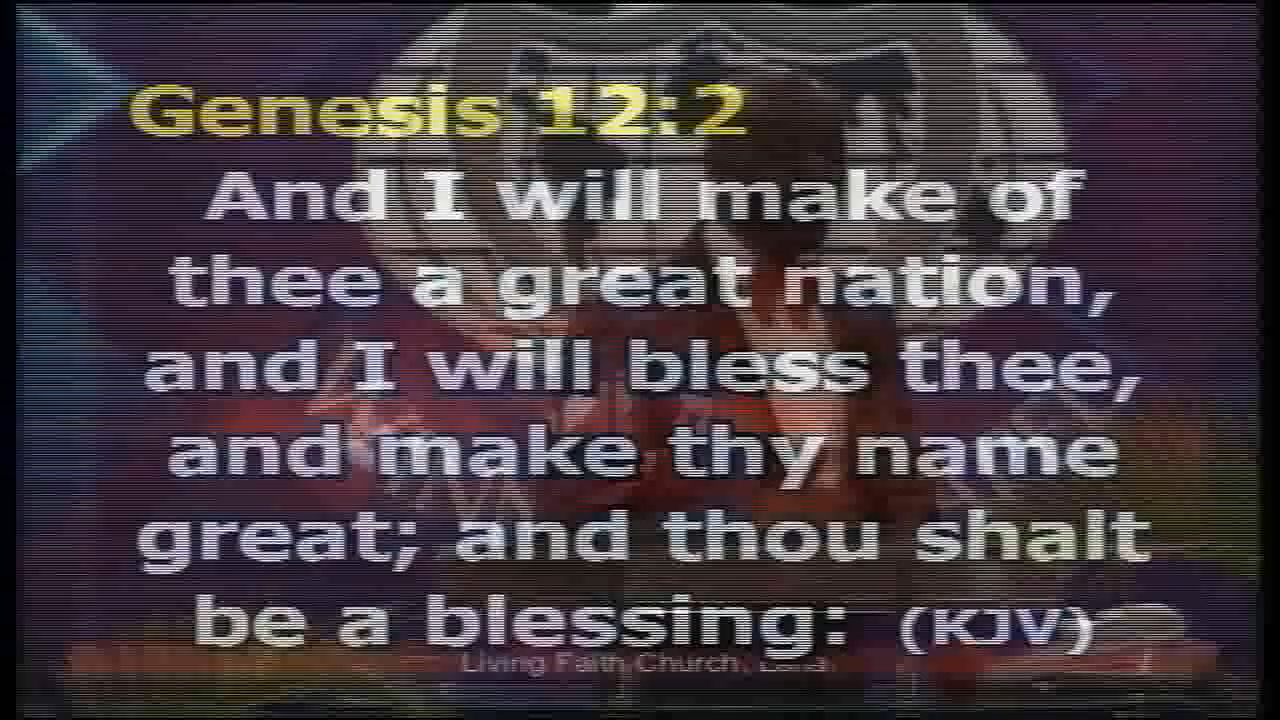 Genesis 12:2
And I will make of
thee a great nation,
and I will bless thee,
and make thy name
great; and thou shalt
be a blessing: (KJV)
Living Faith Church,